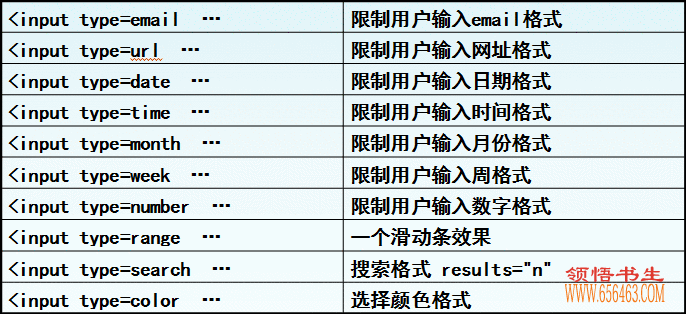 <input type=email … 限制用户输入email格式
<input type=url … 限制用户输入网址格式
<input type=date … 限制用户输入日期格式
<input type=time … 限制用户输入时间格式
<input type=month … 限制用户输入月份格式
<input type=week … 限制用户输入周格式
<input type=number … 限制用户输入数字格式
<input type=range … 一个滑动条效果
<input type=search … 搜索格式 results="n"
<input type=color … 选择颜色格式
领悟书生
WWW.656463.COM